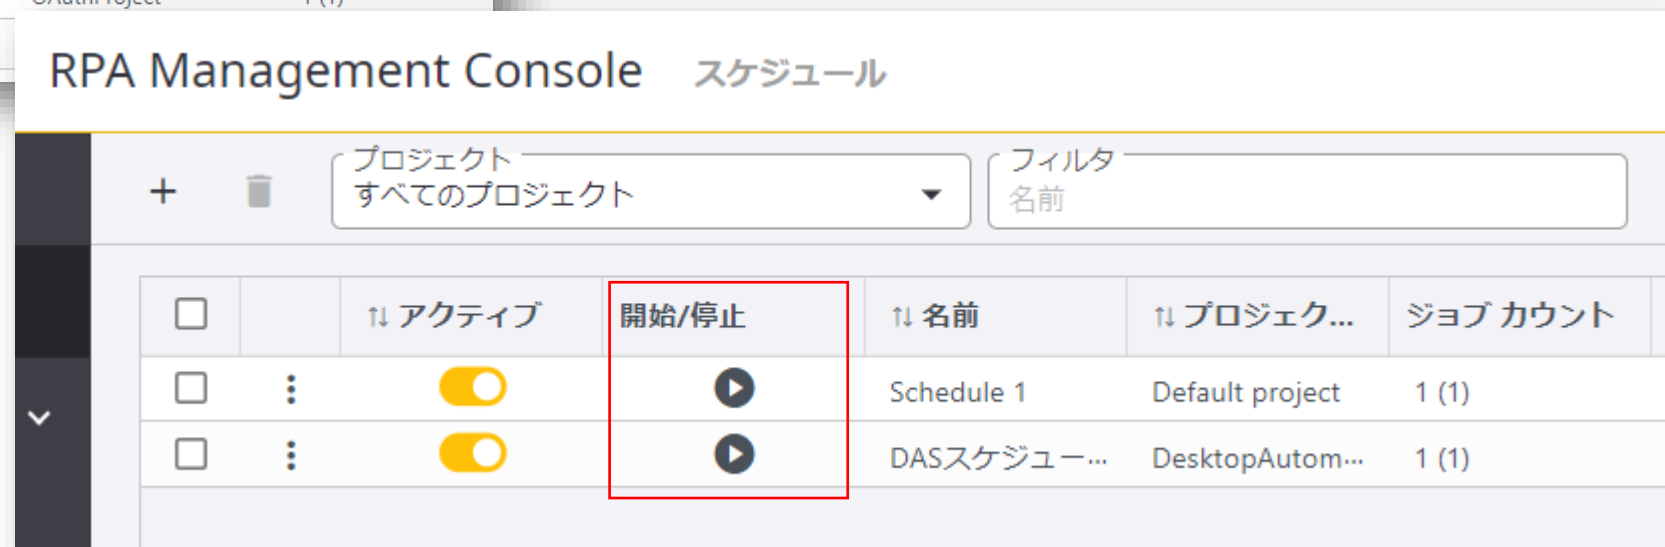 OAuthProject 1 (1)
RPA Management Console スケジュール
プロジェクト
すべてのプロジェクト
フィルタ
名前
アクティブ 開始/停止 名前 プロジェク... ジョブ カウント
Schedule 1 Default project 1 (1)
DASスケジュー... DesktopAutom... 1 (1)